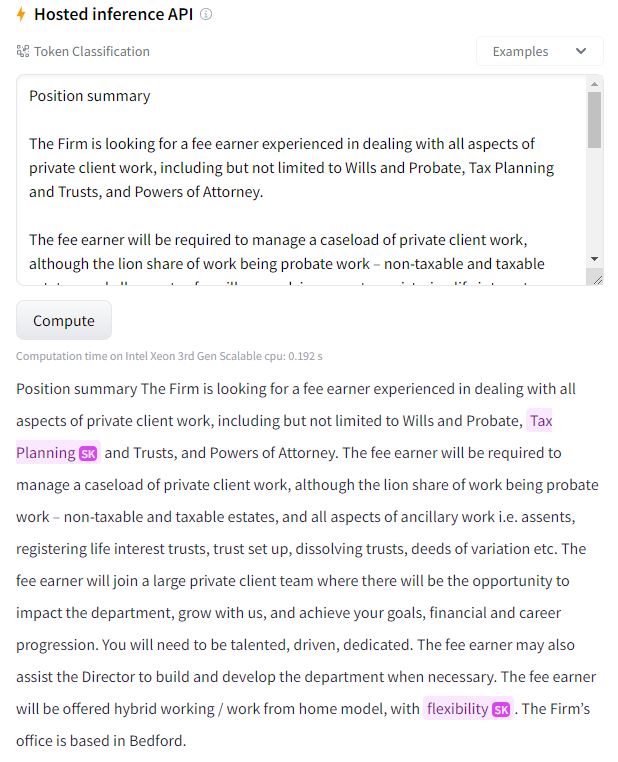 Hosted inference API
Token Classification
Examples
Position summary
The Firm is looking for a fee earner experienced in dealing with all aspects of
private client work, including but not limited to Wills and Probate, Tax Planning
and Trusts, and Powers of Attorney.
The fee earner will be required to manage a caseload of private client work,
although the lion share of work being probate work – non-taxable and taxable
Compute
Computation time on Intel Xeon 3rd Gen Scalable cpu: 0.192 s
Position summary The Firm is looking for a fee earner experienced in dealing with all
aspects of private client work, including but not limited to Wills and Probate, Tax
Planning SK and Trusts, and Powers of Attorney. The fee earner will be required to
manage a caseload of private client work, although the lion share of work being probate
work – non-taxable and taxable estates, and all aspects of ancillary work i.e. assents,
registering life interest trusts, trust set up, dissolving trusts, deeds of variation etc. The
fee earner will join a large private client team where there will be the opportunity to
impact the department, grow with us, and achieve your goals, financial and career
progression. You will need to be talented, driven, dedicated. The fee earner may also
assist the Director to build and develop the department when necessary. The fee earner
will be offered hybrid working / work from home model, with flexibility SK . The Firm's
office is based in Bedford.